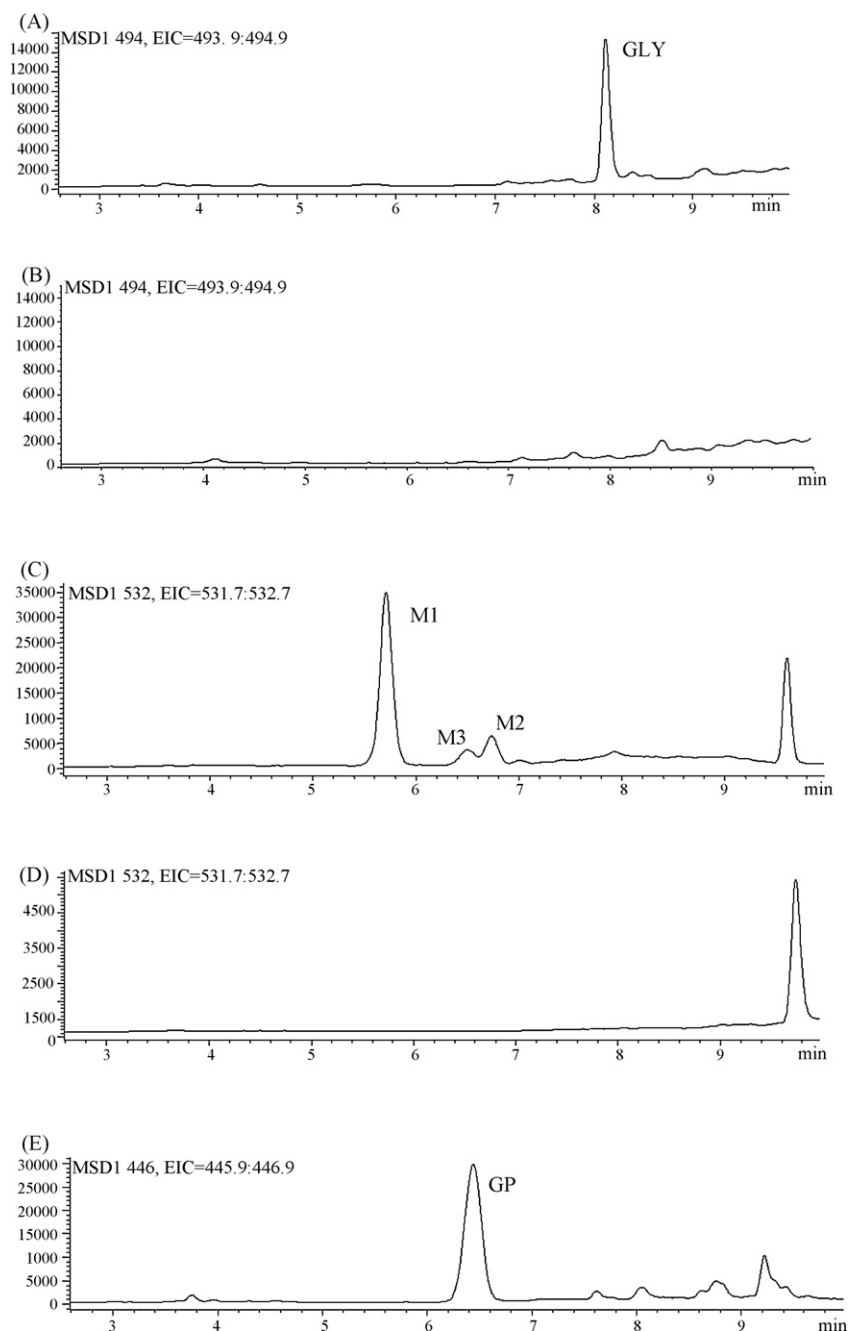 (A)
MSD1 494, EIC=493. 9:494.9
GLY
14000
12000
10000
8000
6000
4000
2000
0
3 4 5 6 7 8 9 min
(B)
MSD1 494, EIC=493.9:494.9
14000
12000
10000
8000
6000
4000
2000
0
4 5 6 7 8 9 min
(C)
MSD1 532, EIC=531.7:532.7
35000
30000
25000
20000
15000
1000
5000
0
M1
M3 M2
3 4 5 6 7 8 9 min
(D)
MSD1 532, EIC=531.7:532.7
4500
3500
2500
1500
0
3 4 5 6 7 8 9 min
(E)
MSD1 446, EIC=445.9:446.9
GP
30000
25000
20000
15000
1000
5000
0
3 4 5 6 7 8 9 min